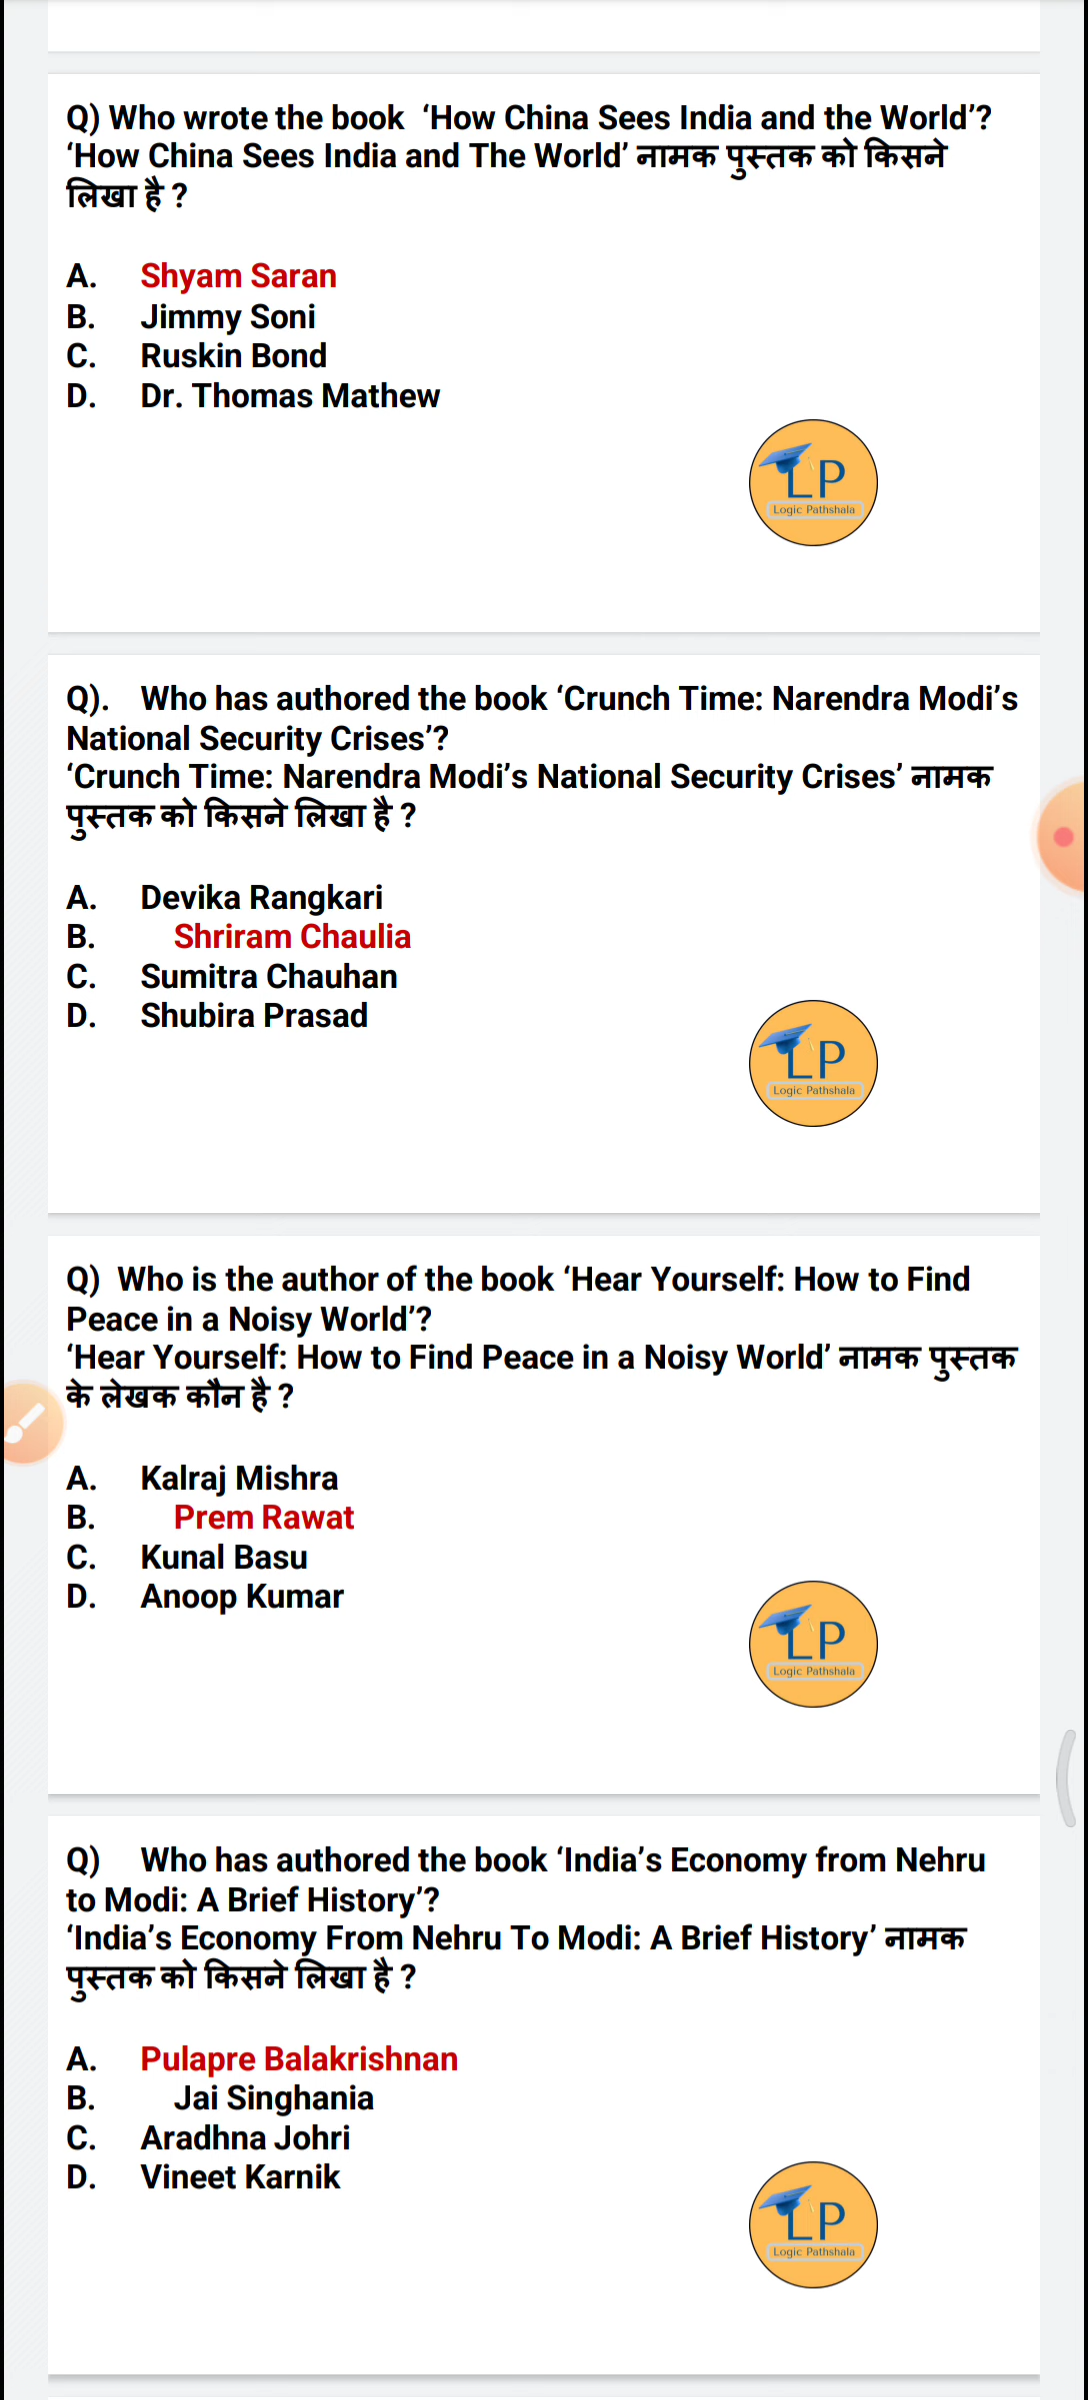 Q) Who wrote the book ‘How China Sees India and the World’?
‘How China Sees India and The World’ नामक पुस्तक को किसने
लिखा है ?
A. Shyam Saran
B. Jimmy Soni
C. Ruskin Bond
D. Dr. Thomas Mathew
LP
Logic Pathshala
Q). Who has authored the book ‘Crunch Time: Narendra Modi’s
National Security Crises’?
‘Crunch Time: Narendra Modi’s National Security Crises’ नामक
पुस्तक को किसने लिखा है ?
A. Devika Rangkari
B. Shriram Chaulia
C. Sumitra Chauhan
D. Shubira Prasad
LP
Logic Pathshala
Q) Who is the author of the book ‘Hear Yourself: How to Find
Peace in a Noisy World’?
‘Hear Yourself: How to Find Peace in a Noisy World’ नामक पुस्तक
के लेखक कौन है ?
A. Kalraj Mishra
B. Prem Rawat
C. Kunal Basu
D. Anoop Kumar
LP
Logic Pathshala
Q) Who has authored the book ‘India’s Economy from Nehru
to Modi: A Brief History’?
‘India’s Economy From Nehru To Modi: A Brief History’ नामक
पुस्तक को किसने लिखा है ?
A. Pulapre Balakrishnan
B. Jai Singhania
C. Aradhna Johri
D. Vineet Karnik
LP
Logic Pathshala